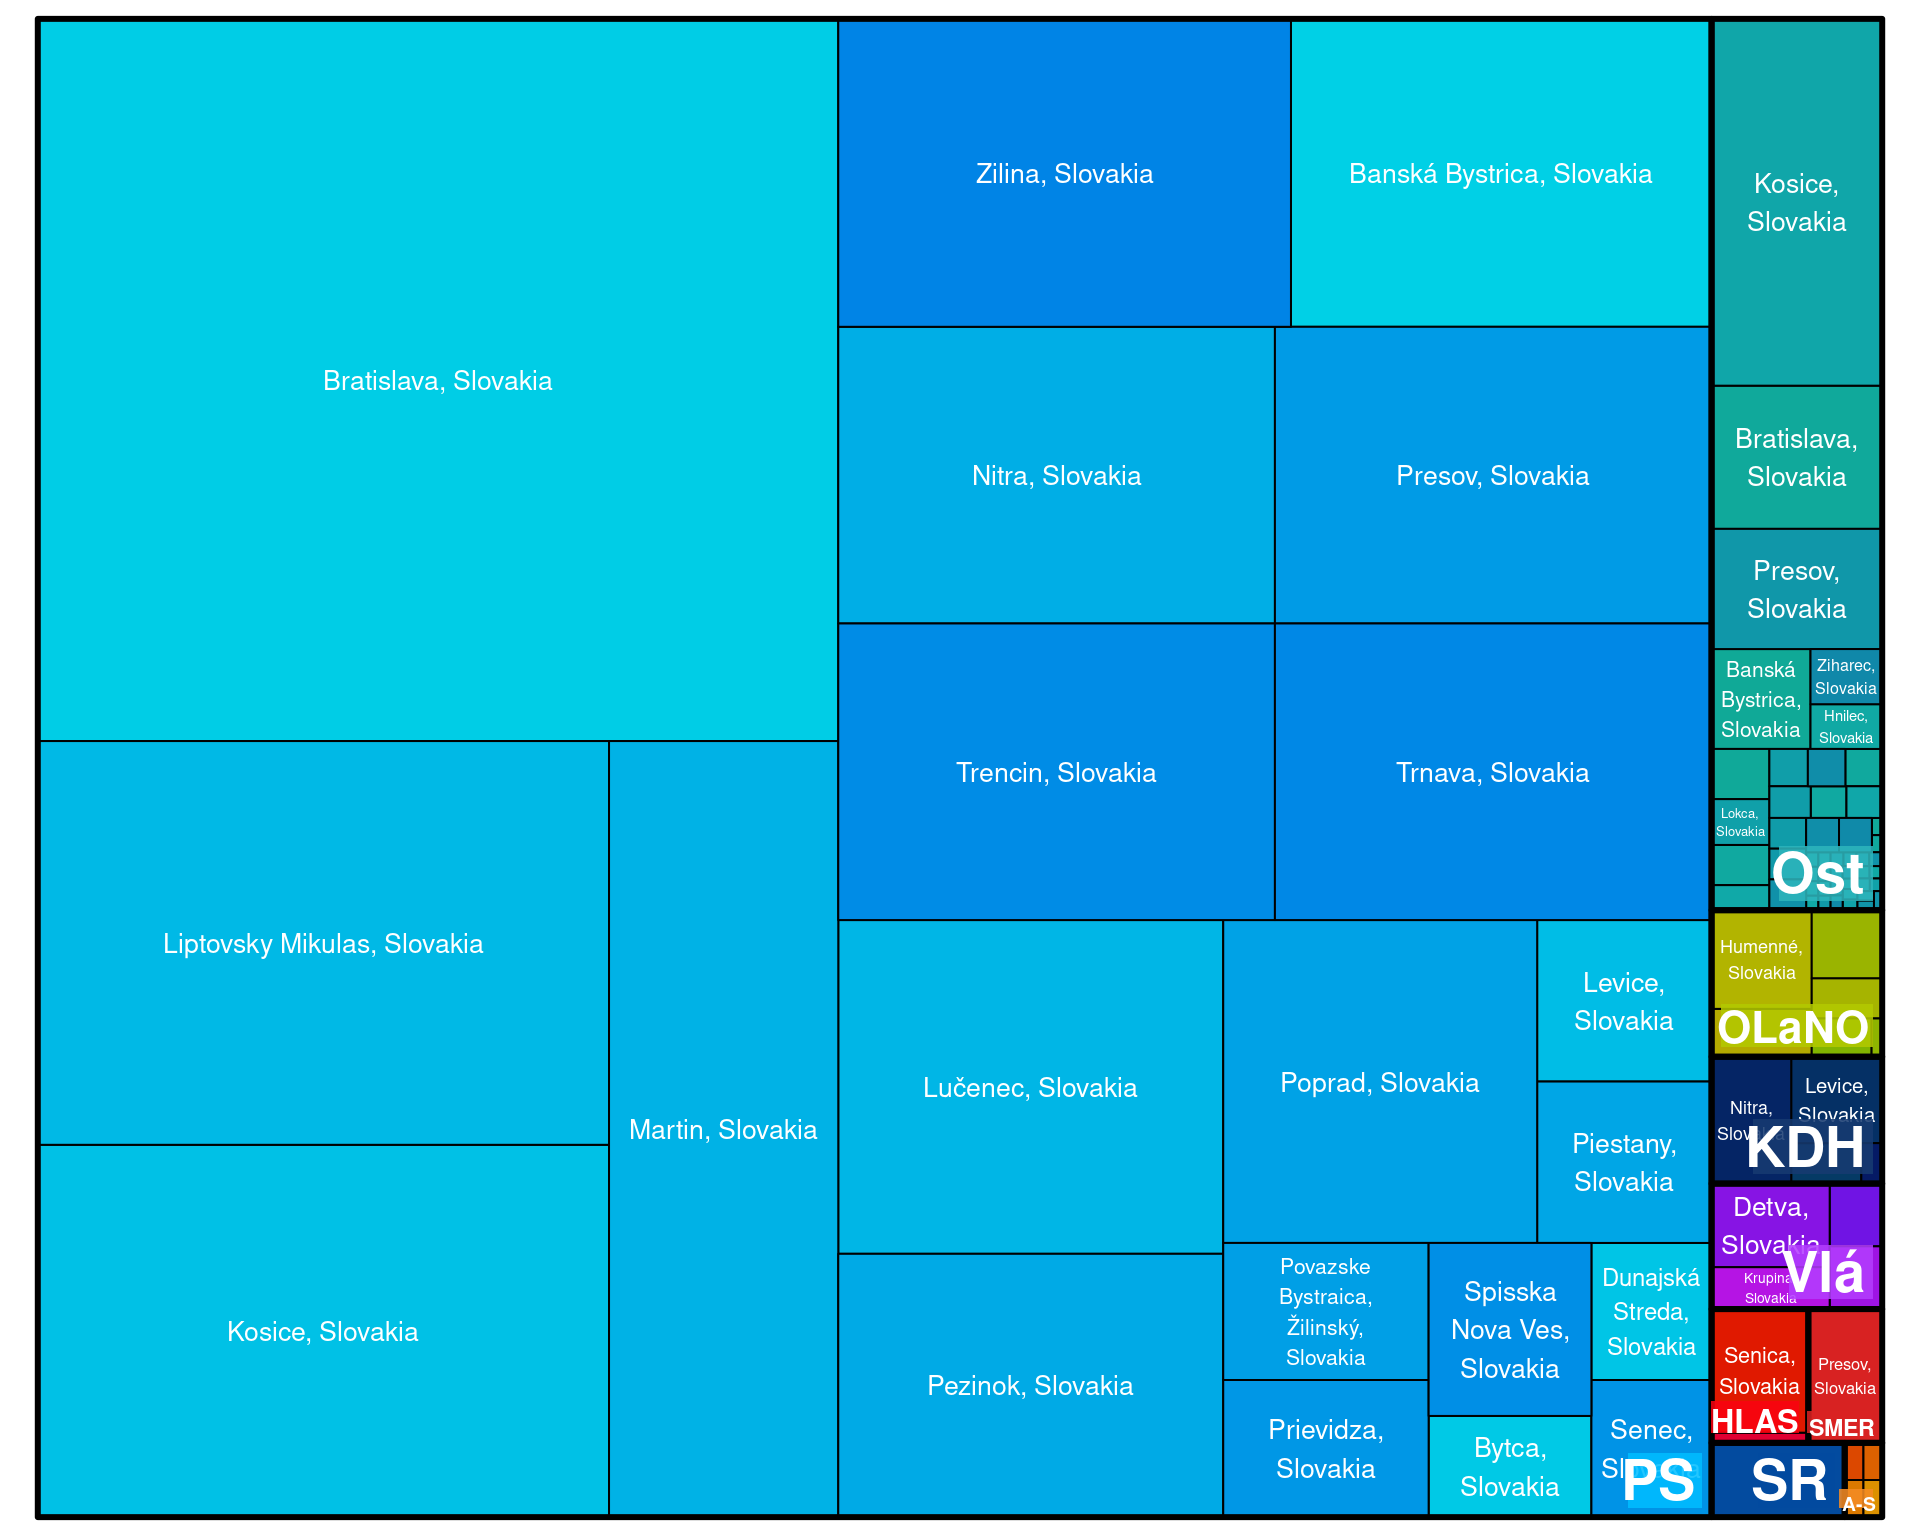 Bratislava, Slovakia
Liptovsky Mikulas, Slovakia
Kosice, Slovakia
Martin, Slovakia
Zilina, Slovakia
Banská Bystrica, Slovakia
Nitra, Slovakia
Presov, Slovakia
Trencin, Slovakia
Trnava, Slovakia
Lučenec, Slovakia
Pezinok, Slovakia
Poprad, Slovakia
Levice,
Slovakia
Piestany,
Slovakia
Povazske
Bystraica,
Žilinský,
Slovakia
Prievidza,
Slovakia
Spisska
Nova Ves,
Slovakia
Bytca,
Slovakia
Dunajská
Streda,
Slovakia
Senec,
Slovakia
PS
Kosice,
Slovakia
Bratislava,
Slovakia
Presov,
Slovakia
Banská
Bystrica,
Slovakia
Ziharec,
Slovakia
Hnilec,
Slovakia
Lokca,
Slovakia
Ost
Humenné,
Slovakia
OLaNO
Nitra,
Slovakia
Levice,
Slovakia
KDH
Detva,
Slovakia
Krupina,
Slovakia
Vlá
Senica,
Slovakia
HLAS
Presov,
Slovakia
SMER
SR
A-S